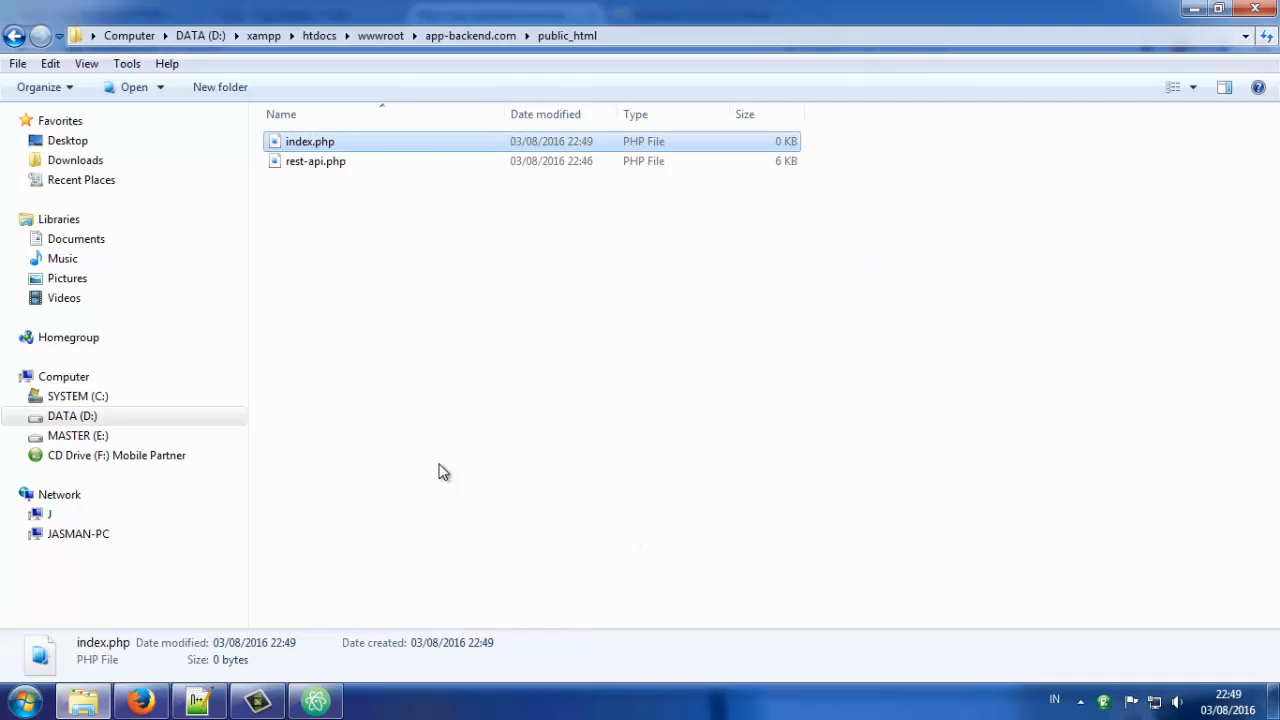 Computer DATA (D:) xampp htdocs wwwroot app-backend.com public_html
File Edit View Tools Help
Organize Open New folder
Name Date modified Type Size
index.php 03/08/2016 22:49 PHP File 0 KB
rest-api.php 03/08/2016 22:46 PHP File 6 KB
Favorites
Desktop
Downloads
Recent Places
Libraries
Documents
Music
Pictures
Videos
Homegroup
Computer
SYSTEM (C:)
DATA (D:)
MASTER (E:)
CD Drive (F:) Mobile Partner
Network
J
JASMAN-PC
index.php Date modified: 03/08/2016 22:49 Date created: 03/08/2016 22:49
PHP File Size: 0 bytes
IN 22:49
03/08/2016